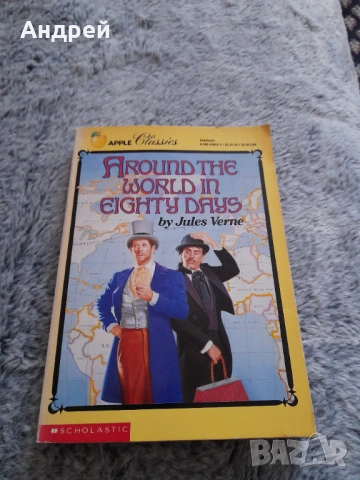 Андрей
APPLE Classics
AROUND THE
WORLD IN
EIGHTY DAYS
by Jules Verne
SCHOLASTIC
BAZAR